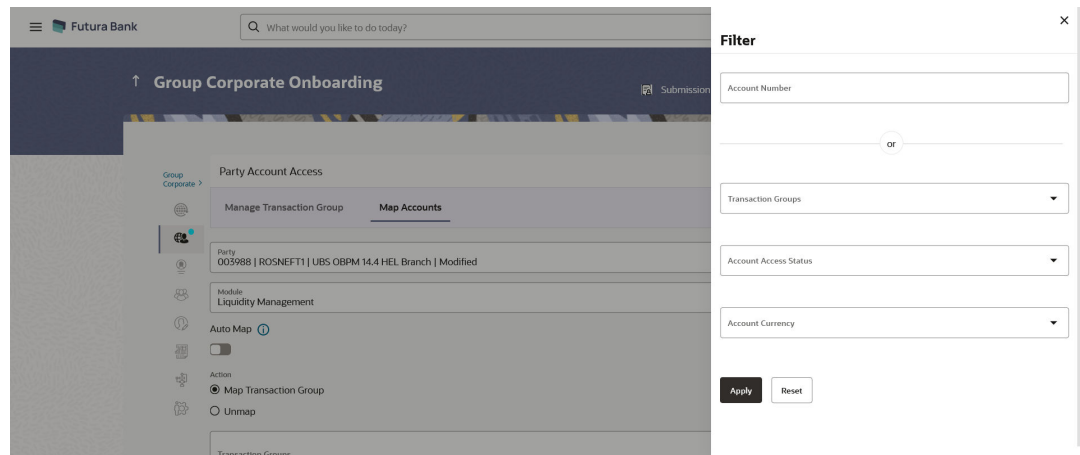 Futura Bank
What would you like to do today?
Group Corporate Onboarding
Submission
Group
Corporate >
Party Account Access
Manage Transaction Group
Map Accounts
Party
003988 | ROSNEFT1 | UBS OBPM 14.4 HEL Branch | Modified
Module
Liquidity Management
Auto Map
Action
Map Transaction Group
Unmap
Transaction Groups
Filter
Account Number
or
Transaction Groups
Account Access Status
Account Currency
Apply
Reset